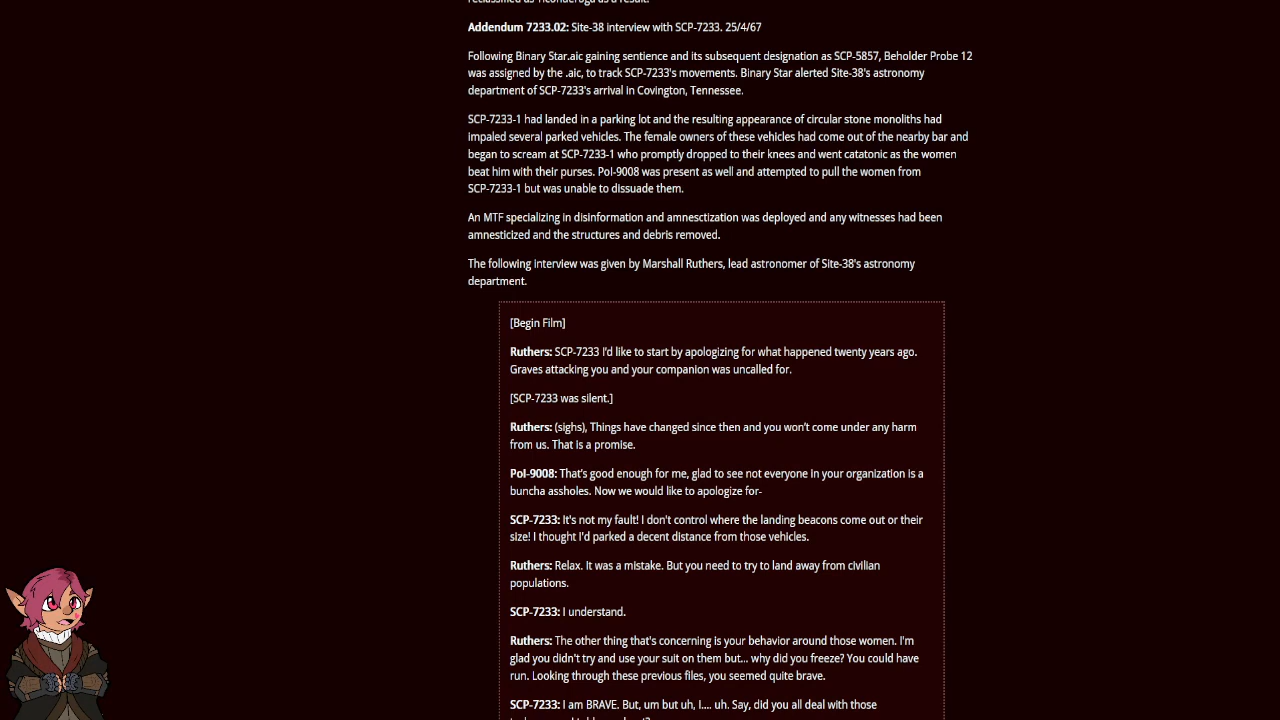 reclassified as Ticonderoga as a result.
Addendum 7233.02: Site-38 interview with SCP-7233. 25/4/67
Following Binary Star.aic gaining sentience and its subsequent designation as SCP-5857, Beholder Probe 12
was assigned by the .aic, to track SCP-7233's movements. Binary Star alerted Site-38's astronomy
department of SCP-7233's arrival in Covington, Tennessee.
SCP-7233-1 had landed in a parking lot and the resulting appearance of circular stone monoliths had
impaled several parked vehicles. The female owners of these vehicles had come out of the nearby bar and
began to scream at SCP-7233-1 who promptly dropped to their knees and went catatonic as the women
beat him with their purses. PoI-9008 was present as well and attempted to pull the women from
SCP-7233-1 but was unable to dissuade them.
An MTF specializing in disinformation and amnesctization was deployed and any witnesses had been
amnesticized and the structures and debris removed.
The following interview was given by Marshall Ruthers, lead astronomer of Site-38's astronomy
department.
[Begin Film]
Ruthers: SCP-7233 I'd like to start by apologizing for what happened twenty years ago.
Graves attacking you and your companion was uncalled for.
[SCP-7233 was silent.]
Ruthers: (sighs), Things have changed since then and you won't come under any harm
from us. That is a promise.
PoI-9008: That's good enough for me, glad to see not everyone in your organization is a
buncha assholes. Now we would like to apologize for-
SCP-7233: It's not my fault! I don't control where the landing beacons come out or their
size! I thought I'd parked a decent distance from those vehicles.
Ruthers: Relax. It was a mistake. But you need to try to land away from civilian
populations.
SCP-7233: I understand.
Ruthers: The other thing that's concerning is your behavior around those women. I'm
glad you didn't try and use your suit on them but... why did you freeze? You could have
run. Looking through these previous files, you seemed quite brave.
SCP-7233: I am BRAVE. But, um but uh, I.... uh. Say, did you all deal with those